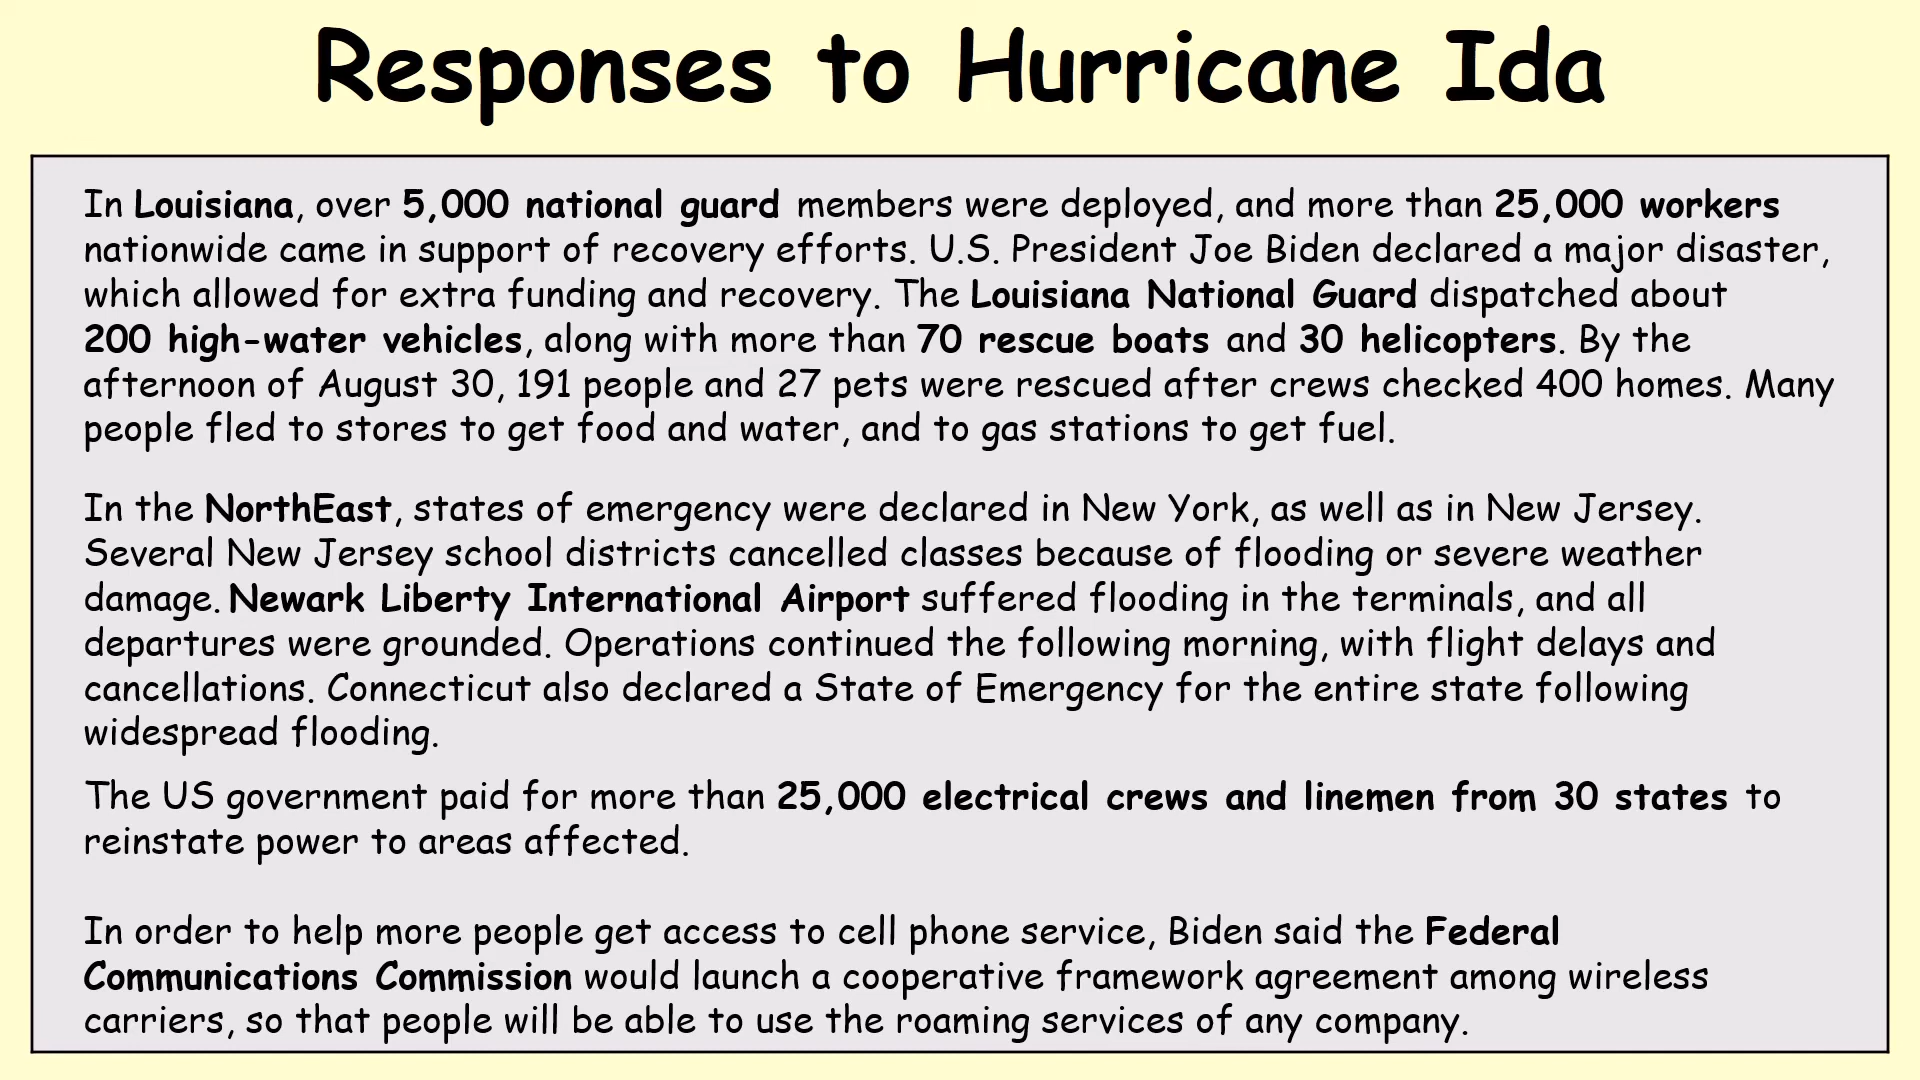 Responses to Hurricane Ida
In Louisiana, over 5,000 national guard members were deployed, and more than 25,000 workers
nationwide came in support of recovery efforts. U.S. President Joe Biden declared a major disaster,
which allowed for extra funding and recovery. The Louisiana National Guard dispatched about
200 high-water vehicles, along with more than 70 rescue boats and 30 helicopters. By the
afternoon of August 30, 191 people and 27 pets were rescued after crews checked 400 homes. Many
people fled to stores to get food and water, and to gas stations to get fuel.
In the NorthEast, states of emergency were declared in New York, as well as in New Jersey.
Several New Jersey school districts cancelled classes because of flooding or severe weather
damage. Newark Liberty International Airport suffered flooding in the terminals, and all
departures were grounded. Operations continued the following morning, with flight delays and
cancellations. Connecticut also declared a State of Emergency for the entire state following
widespread flooding.
The US government paid for more than 25,000 electrical crews and linemen from 30 states to
reinstate power to areas affected.
In order to help more people get access to cell phone service, Biden said the Federal
Communications Commission would launch a cooperative framework agreement among wireless
carriers, so that people will be able to use the roaming services of any company.